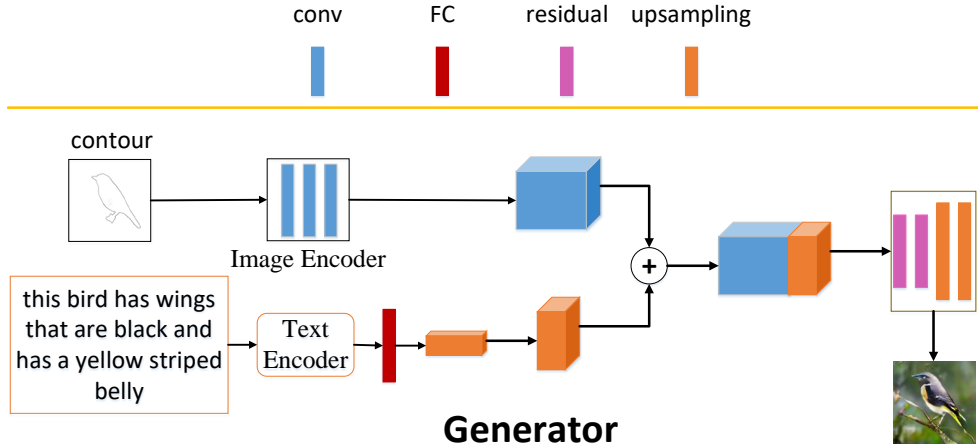 conv FC residual upsampling
contour
Image Encoder
this bird has wings
that are black and
has a yellow striped
belly
Text
Encoder
+
Generator